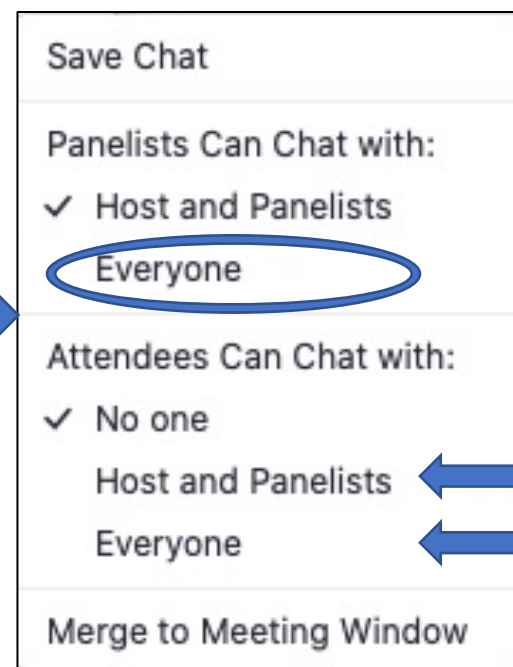 Save Chat
Panelists Can Chat with:
✓ Host and Panelists
Everyone
Attendees Can Chat with:
✓ No one
Host and Panelists
Everyone
Merge to Meeting Window